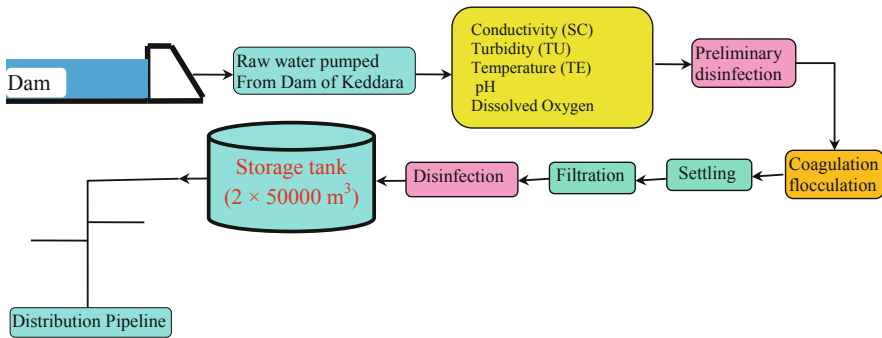 Dam
Raw water pumped
From Dam of Keddara
Conductivity (SC)
Turbidity (TU)
Temperature (TE)
pH
Dissolved Oxygen
Preliminary
disinfection
Coagulation
flocculation
Settling
Filtration
Disinfection
Storage tank
(2 × 50000 m³)
Distribution Pipeline